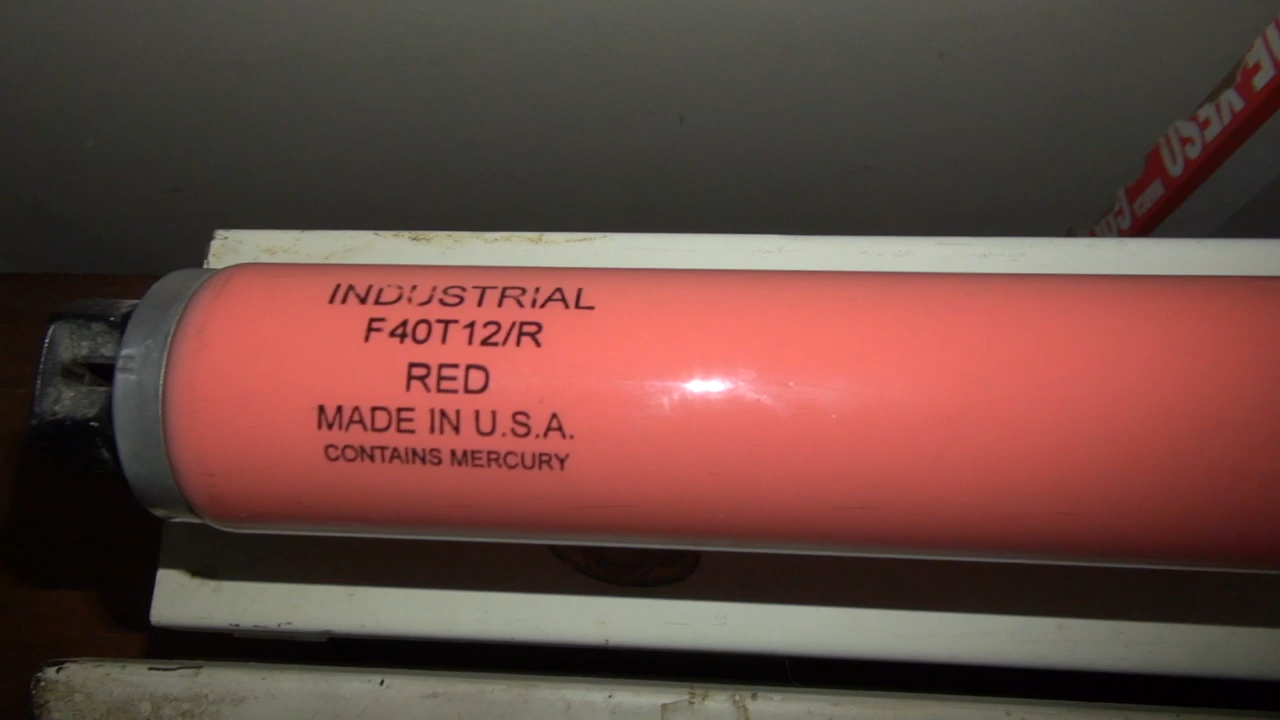 INDUSTRIAL
F40T12/R
RED
MADE IN U.S.A.
CONTAINS MERCURY